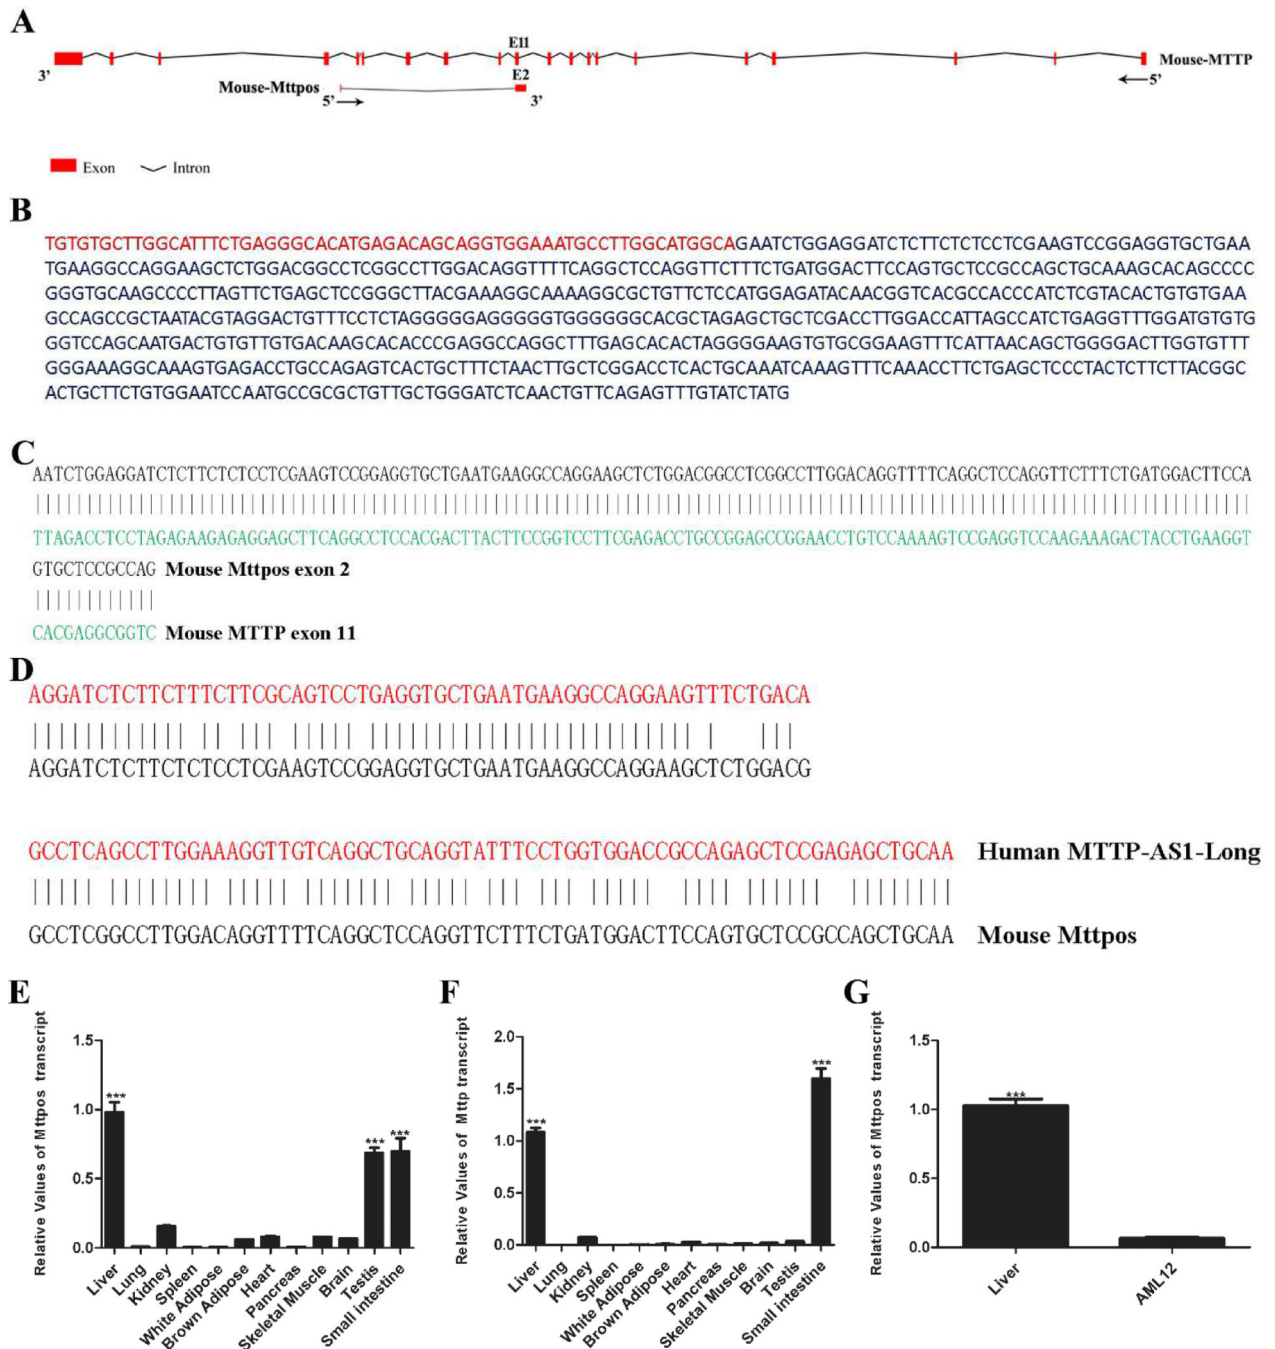 A
E11
3' Mouse-MTTP
E2
Mouse-Mttpos
5' 3' 5'
Exon Intron
B
TGTGTGCTTGGCATTTCTGAGGGCACATGAGACAGCAGGTGGAAATGCCTTGGCATGGCAGAATCTGGAGGATCTCTTCTCTCCTCGAAGTCCGGAGGTGCTGAA
TGAAGGCCAGGAAGCTCTGGACGGCCTCGGCCTTGGACAGGTTTTCAGGCTCCAGGTTCTTTCTGATGGACTTCCAGTGCTCCGCCAGCTGCAAAGCACAGCCCC
GGGTGCAAGCCCCTTAGTTCTGAGCTCCGGGCTTACGAAAGGCAAAAGGCGCTGTTCTCCATGGAGATACAACGGTCACGCCACCCATCTCGTACACTGTGTGAA
GCCAGCCGCTAATACGTAGGACTGTTTCCTCTAGGGGGAGGGGGTGGGGGGCACGCTAGAGCTGCTCGACCTTGGACCATTAGCCATCTGAGGTTTGGATGTGTG
GGTCCAGCAATGACTGTGTTGTGACAAGCACACCCGAGGCCAGGCTTTGAGCACACTAGGGGAAGTGTGCGGAAGTTTCATTAACAGCTGGGGACTTGGTGTTT
GGGAAAGGCAAAGTGAGACCTGCCAGAGTCACTGCTTTCTAACTTGCTCGGACCTCACTGCAAATCAAAGTTTCAAACCTTCTGAGCTCCCTACTCTTCTTACGGC
ACTGCTTCTGTGGAATCCAATGCCGCGCTGTTGCTGGGATCTCAACTGTTCAGAGTTTGTATCTATG
C
AATCTGGAGGATCTCTTCTCTCCTCGAAGTCCGGAGGTGCTGAATGAAGGCCAGGAAGCTCTGGACGGCCTCGGCCTTGGACAGGTTTTCAGGCTCCAGGTTCTTTCTGATGGACTTCCA
TTAGACCTCCTAGAGAAGAGAGGAGCTTCAGGCCTCCACGACTTACTTCCGGTCCTTCGAGACCTGCCGGAGCCGGAACCTGTCCAAAAGTCCGAGGTCCAAGAAAGACTACCTGAAGGT
GTGCTCCGCCAG Mouse Mttpos exon 2
CACGAGGCGGTC Mouse MTTP exon 11
D
AGGATCTCTTCTTTCTTCGCAGTCCTGAGGTGCTGAATGAAGGCCAGGAAGTTTCTGACA
AGGATCTCTTCTCTCCTCGAAGTCCGGAGGTGCTGAATGAAGGCCAGGAAGCTCTGGACG
GCCTCAGCCTTGGAAAGGTTGTCAGGCTGCAGGTATTTCCTGGTGGACCGCCAGAGCTCCGAGAGCTGCAA Human MTTP-AS1-Long
GCCTCGGCCTTGGACAGGTTTTCAGGCTCCAGGTTCTTTCTGATGGACTTCCAGTGCTCCGCCAGCTGCAA Mouse Mttpos
E
Relative Values of Mttpos transcript
1.5
1.0
0.5
0.0
***
***
***
Liver
Lung
Kidney
Spleen
White Adipose
Brown Adipose
Heart
Pancreas
Skeletal Muscle
Brain
Testis
Small intestine
F
Relative Values of Mttp transcript
2.0
1.5
1.0
0.5
0.0
***
***
Liver
Lung
Kidney
Spleen
White Adipose
Brown Adipose
Heart
Pancreas
Skeletal Muscle
Brain
Testis
Small intestine
G
Relative Values of Mttpos transcript
1.5
1.0
0.5
0.0
***
Liver
AML12